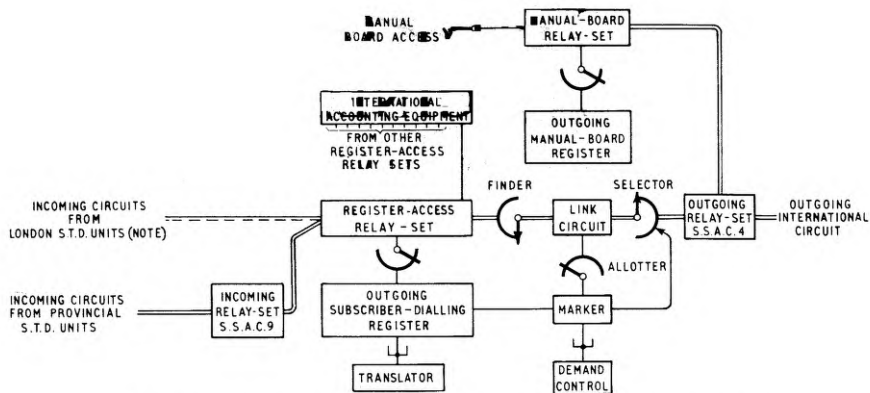 MANUAL
BOARD ACCESS
MANUAL-BOARD
RELAY-SET
INTERNATIONAL
ACCOUNTING EQUIPMENT
FROM OTHER
REGISTER-ACCESS
RELAY SETS
OUTGOING
MANUAL-BOARD
REGISTER
INCOMING CIRCUITS
FROM
LONDON S.T.D. UNITS (NOTE)
REGISTER-ACCESS
RELAY-SET
FINDER
LINK
CIRCUIT
SELECTOR
OUTGOING
RELAY-SET
S.S.A.C.4
OUTGOING
INTERNATIONAL
CIRCUIT
ALLOTTER
INCOMING CIRCUITS
FROM PROVINCIAL
S.T.D. UNITS
INCOMING
RELAY-SET
S.S.A.C.9
OUTGOING
SUBSCRIBER-DIALLING
REGISTER
MARKER
TRANSLATOR
DEMAND
CONTROL